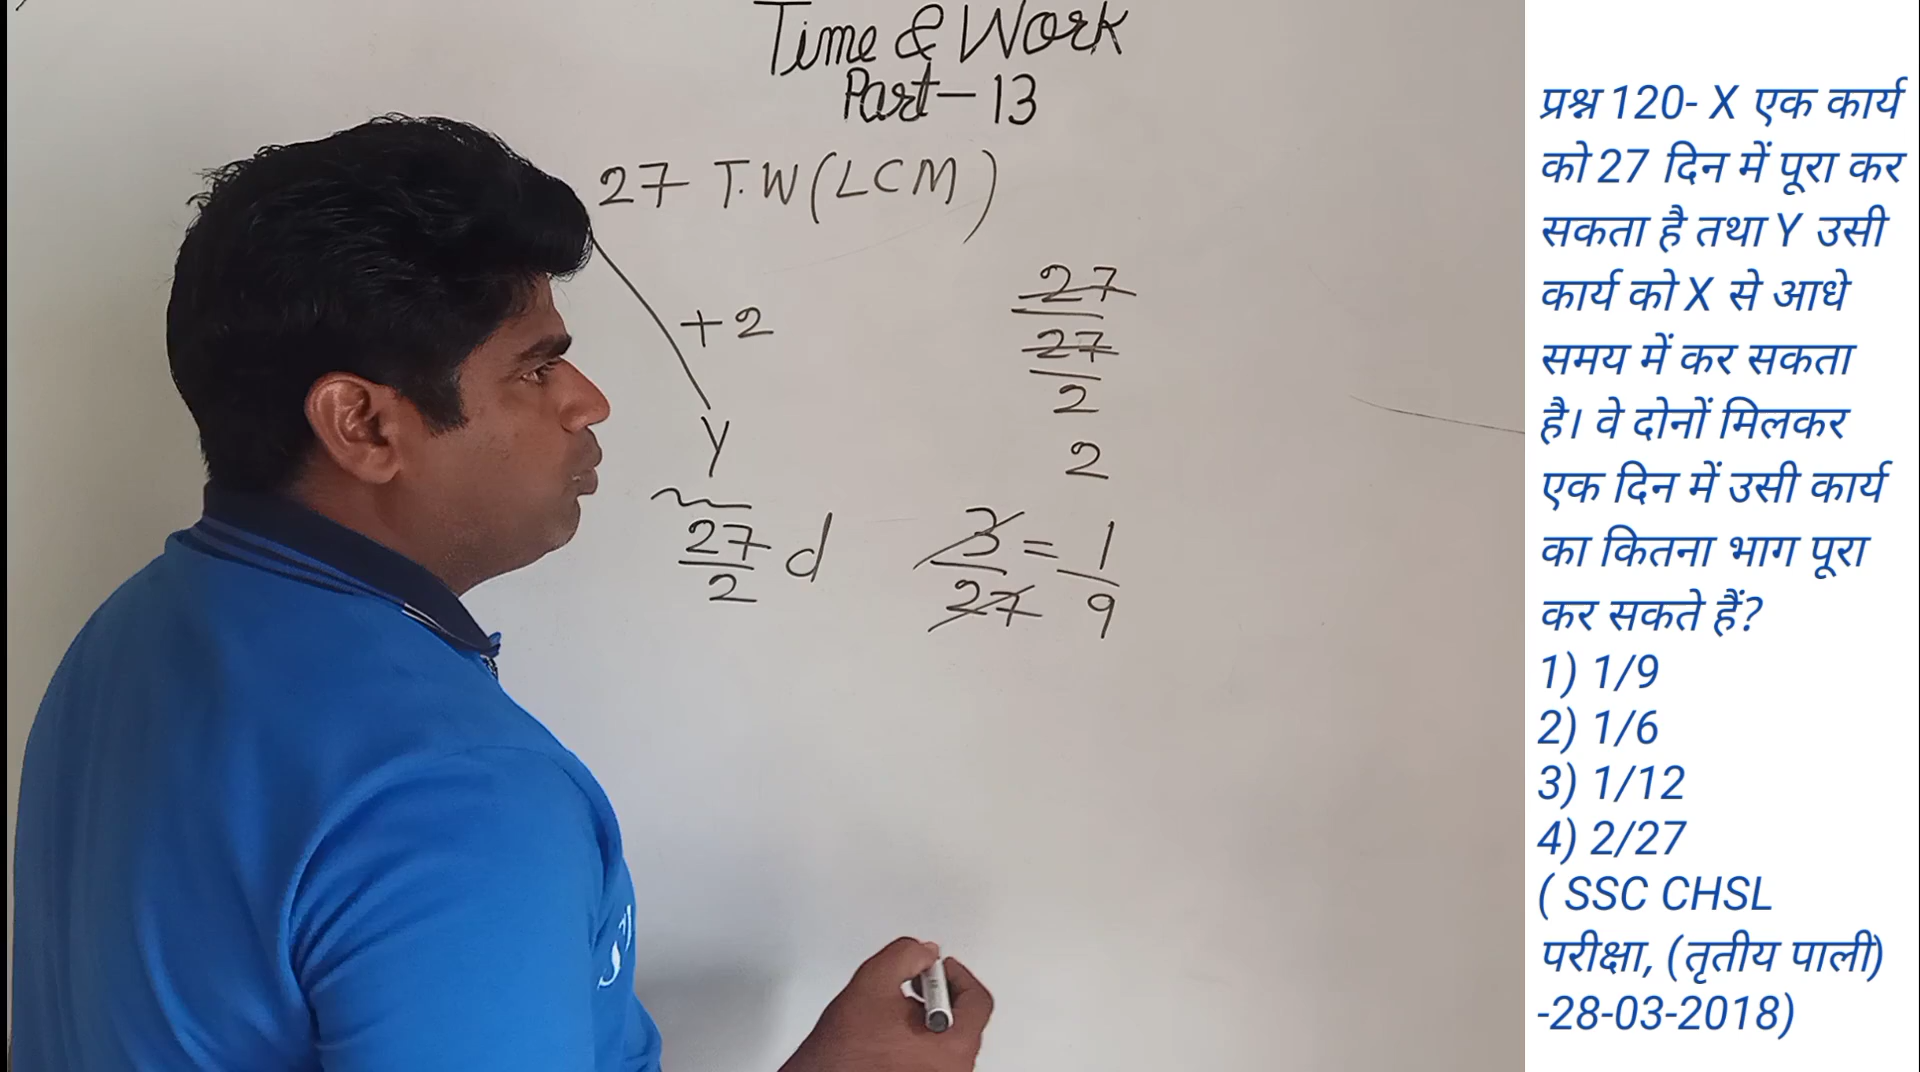 Time & Work
Part-13
27 T.W(LCM)
+2
Y
27/2 d
27
27
2
2
3/27 = 1/9
प्रश्न 120- X एक कार्य
को 27 दिन में पूरा कर
सकता है तथा Y उसी
कार्य को X से आधे
समय में कर सकता
है। वे दोनों मिलकर
एक दिन में उसी कार्य
का कितना भाग पूरा
कर सकते हैं?
1) 1/9
2) 1/6
3) 1/12
4) 2/27
( SSC CHSL
परीक्षा, (तृतीय पाली)
-28-03-2018)